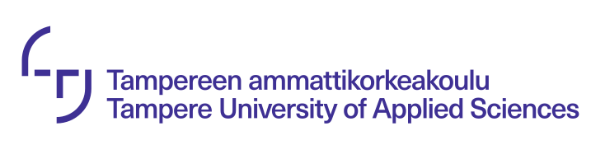 Tampereen ammattikorkeakoulu
Tampere University of Applied Sciences